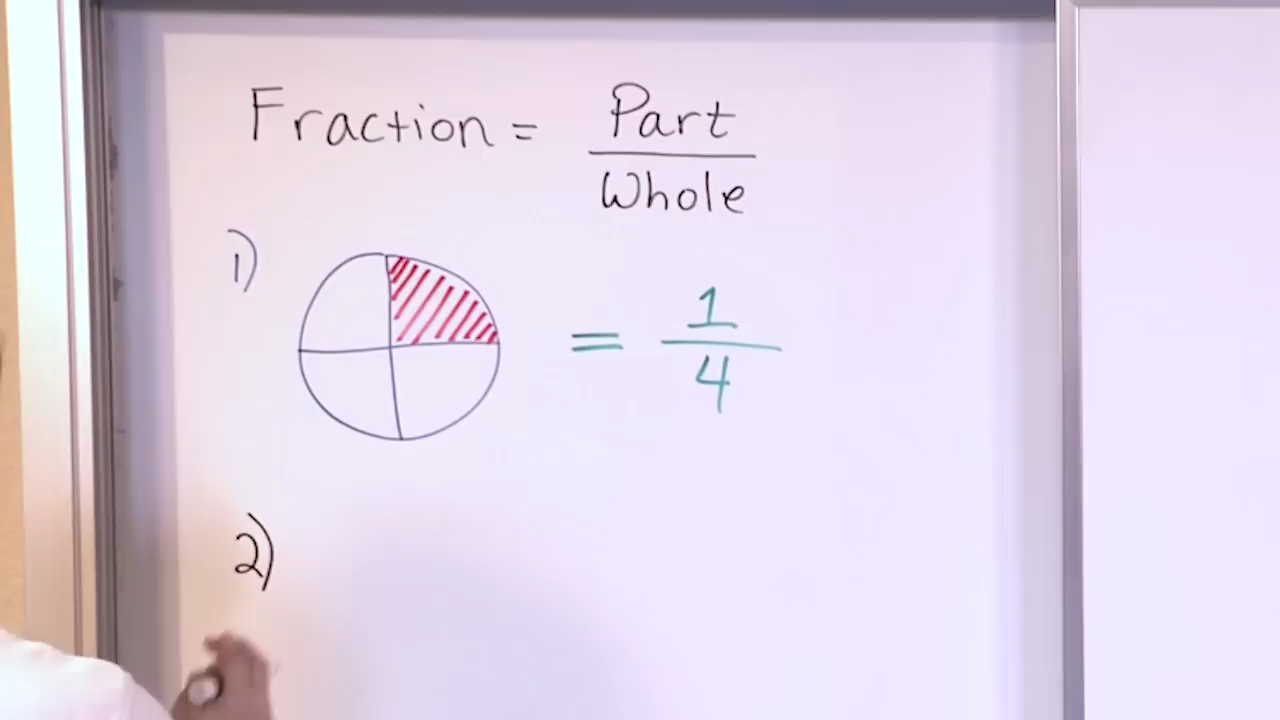 Fraction = Part
Whole
1)
= 1
4
2)